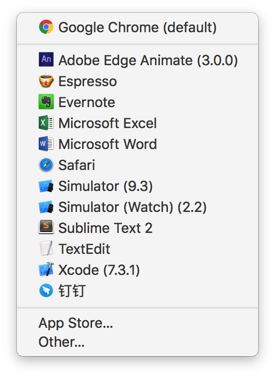 Google Chrome (default)
Adobe Edge Animate (3.0.0)
Espresso
Evernote
Microsoft Excel
Microsoft Word
Safari
Simulator (9.3)
Simulator (Watch) (2.2)
Sublime Text 2
TextEdit
Xcode (7.3.1)
钉钉
App Store...
Other...